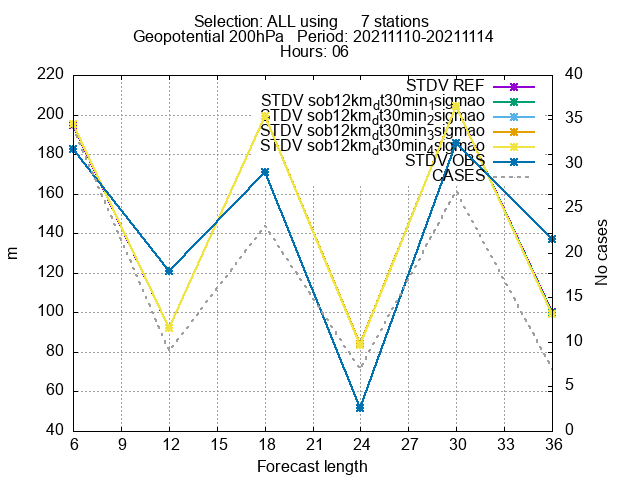 Selection: ALL using 7 stations
Geopotential 200hPa Period: 20211110-20211114
Hours: 06
STDV REF
STDV sob12km_dt30min_1sigmao
STDV sob12km_dt30min_2sigmao
STDV sob12km_dt30min_3sigmao
STDV sob12km_dt30min_4sigmao
STDV OBS
CASES
220
200
180
160
140
120
100
80
60
40
m
40
35
30
25
20
15
10
5
0
No cases
6 9 12 15 18 21 24 27 30 33 36
Forecast length